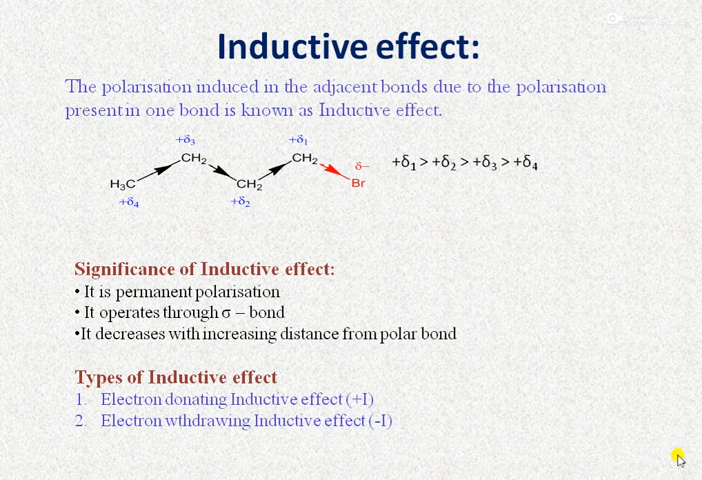 Inductive effect:
The polarisation induced in the adjacent bonds due to the polarisation
present in one bond is known as Inductive effect.
+δ3 +δ1
CH2 CH2 δ− +δ1 > +δ2 > +δ3 > +δ4
H3C CH2 Br
+δ4 +δ2
Significance of Inductive effect:
• It is permanent polarisation
• It operates through σ – bond
•It decreases with increasing distance from polar bond
Types of Inductive effect
1. Electron donating Inductive effect (+I)
2. Electron wthdrawing Inductive effect (-I)